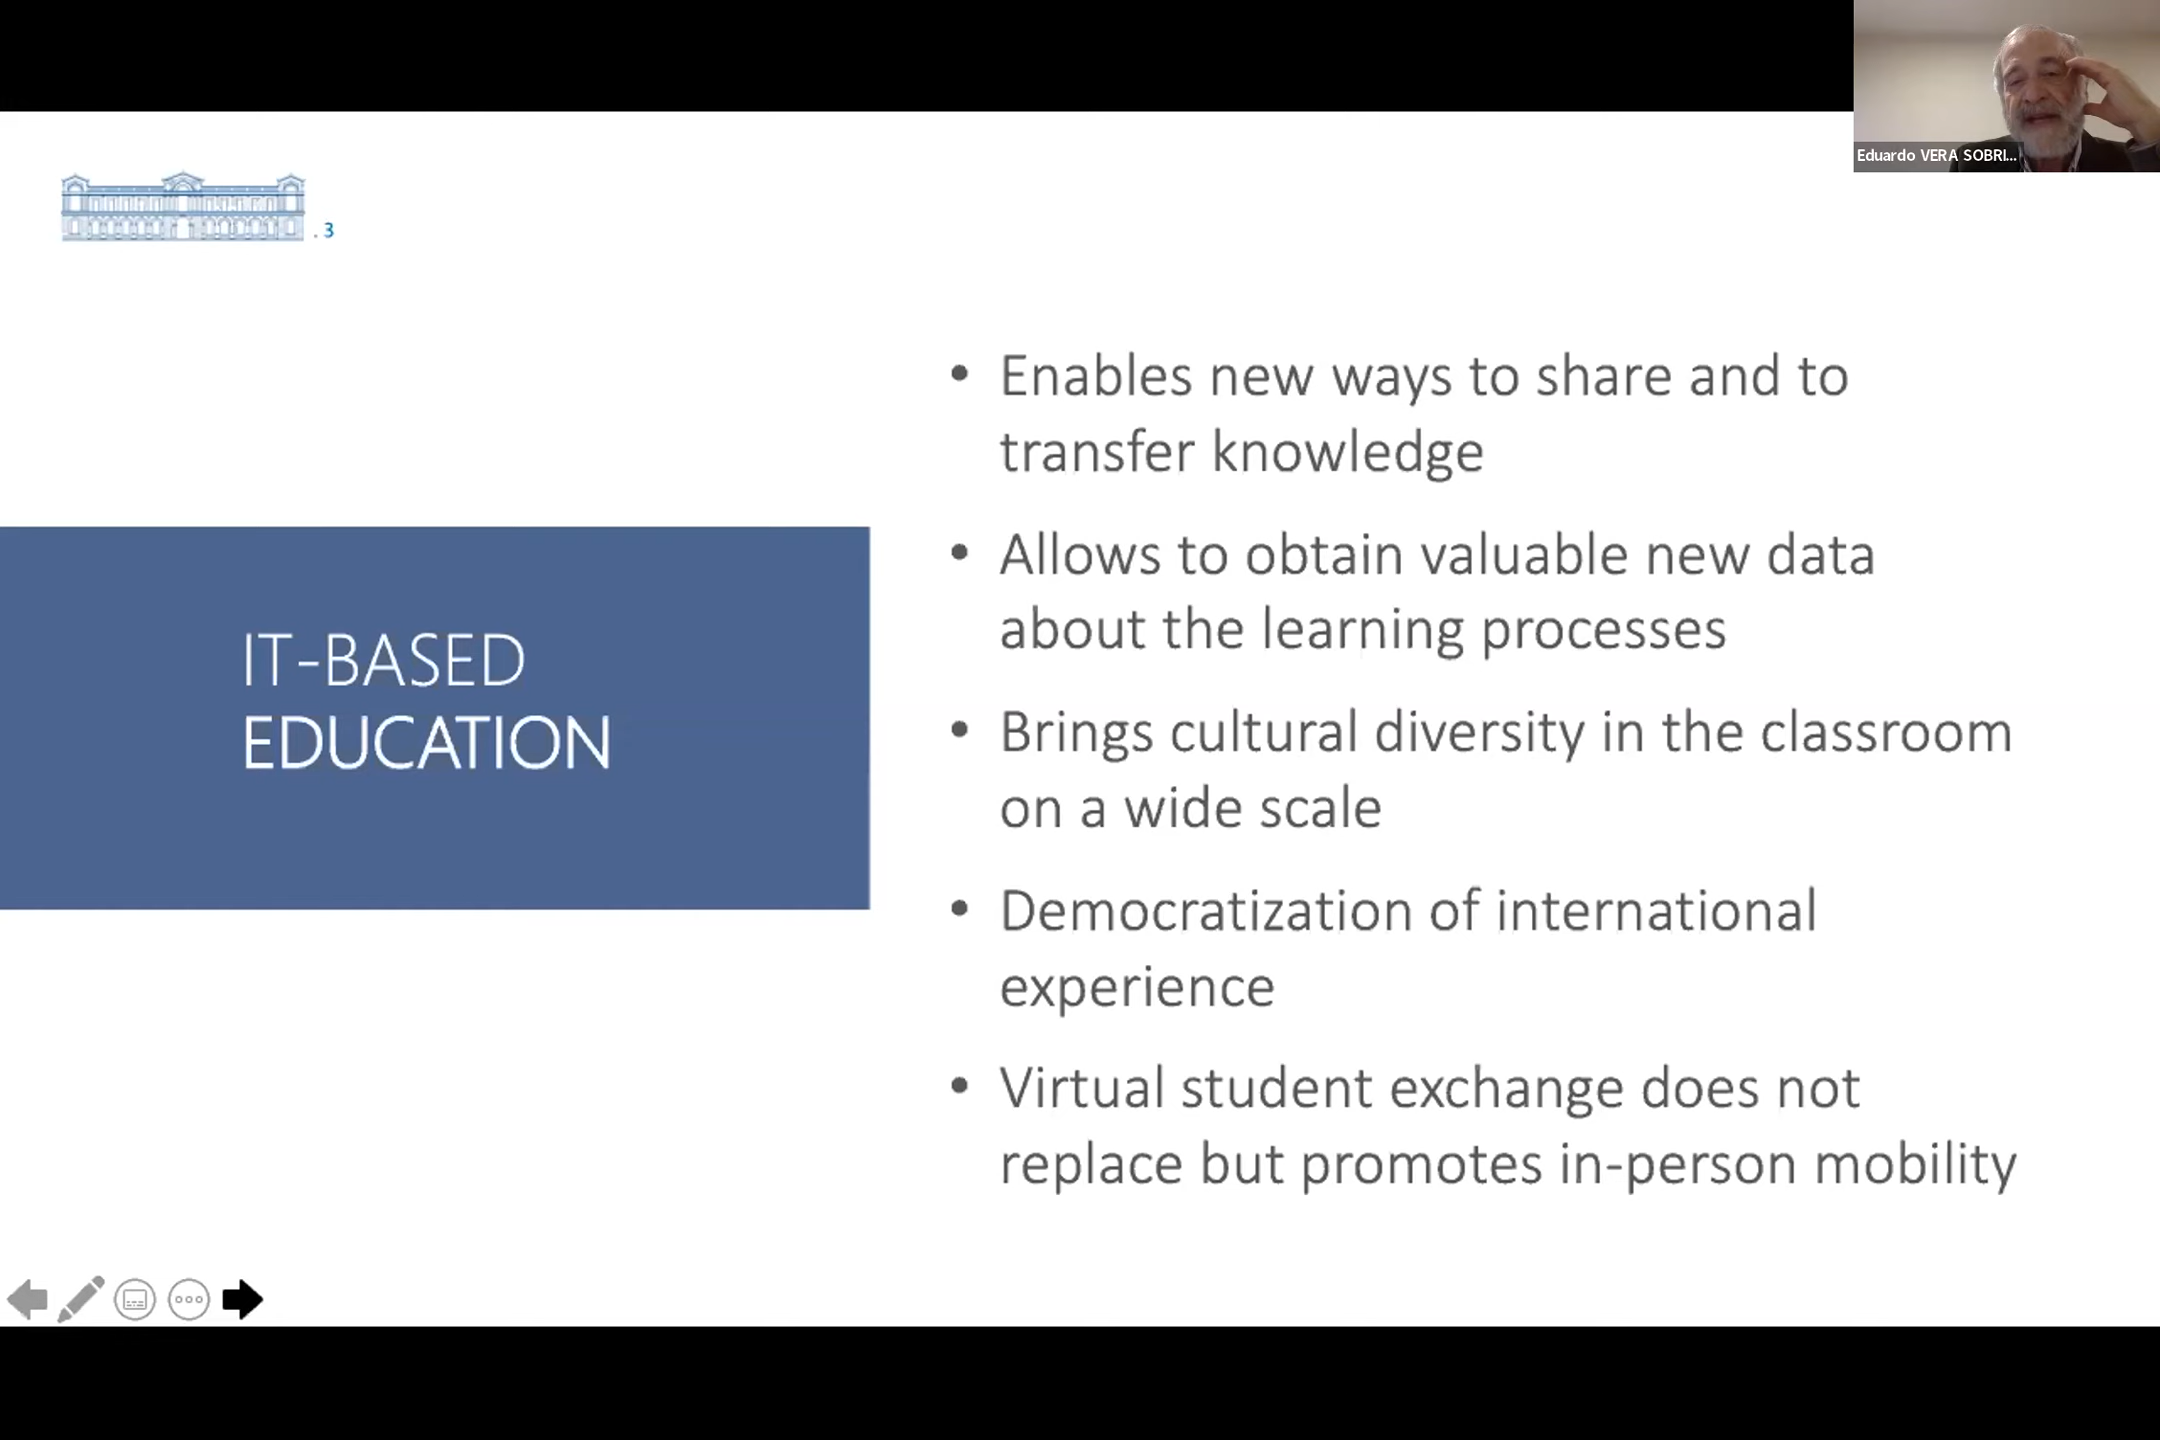 Eduardo VERA SOBRI...
. 3
IT-BASED
EDUCATION
• Enables new ways to share and to
transfer knowledge
• Allows to obtain valuable new data
about the learning processes
• Brings cultural diversity in the classroom
on a wide scale
• Democratization of international
experience
• Virtual student exchange does not
replace but promotes in-person mobility